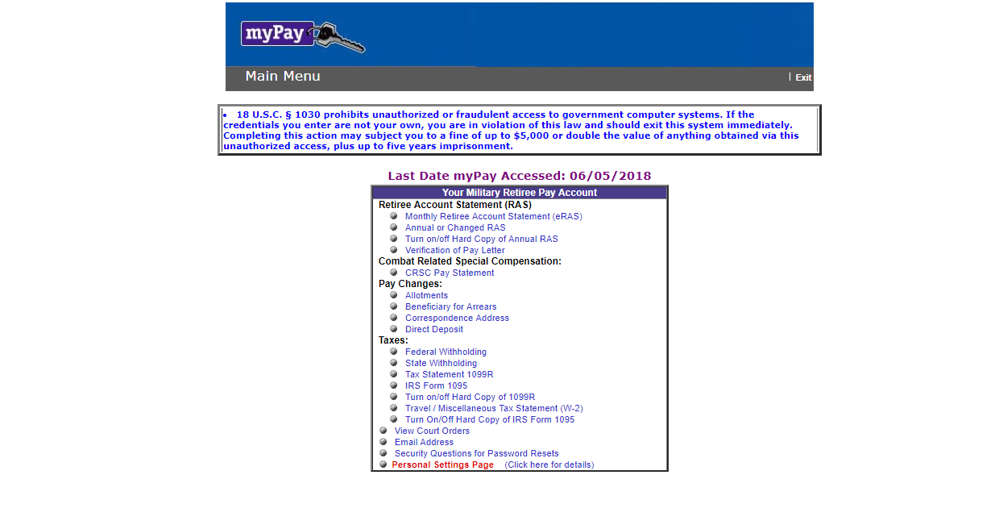 myPay
Main Menu
| Exit
• 18 U.S.C. § 1030 prohibits unauthorized or fraudulent access to government computer systems. If the
credentials you enter are not your own, you are in violation of this law and should exit this system immediately.
Completing this action may subject you to a fine of up to $5,000 or double the value of anything obtained via this
unauthorized access, plus up to five years imprisonment.
Last Date myPay Accessed: 06/05/2018
Your Military Retiree Pay Account
Retiree Account Statement (RAS)
Monthly Retiree Account Statement (eRAS)
Annual or Changed RAS
Turn on/off Hard Copy of Annual RAS
Verification of Pay Letter
Combat Related Special Compensation:
CRSC Pay Statement
Pay Changes:
Allotments
Beneficiary for Arrears
Correspondence Address
Direct Deposit
Taxes:
Federal Withholding
State Withholding
Tax Statement 1099R
IRS Form 1095
Turn on/off Hard Copy of 1099R
Travel / Miscellaneous Tax Statement (W-2)
Turn On/Off Hard Copy of IRS Form 1095
View Court Orders
Email Address
Security Questions for Password Resets
Personal Settings Page (Click here for details)